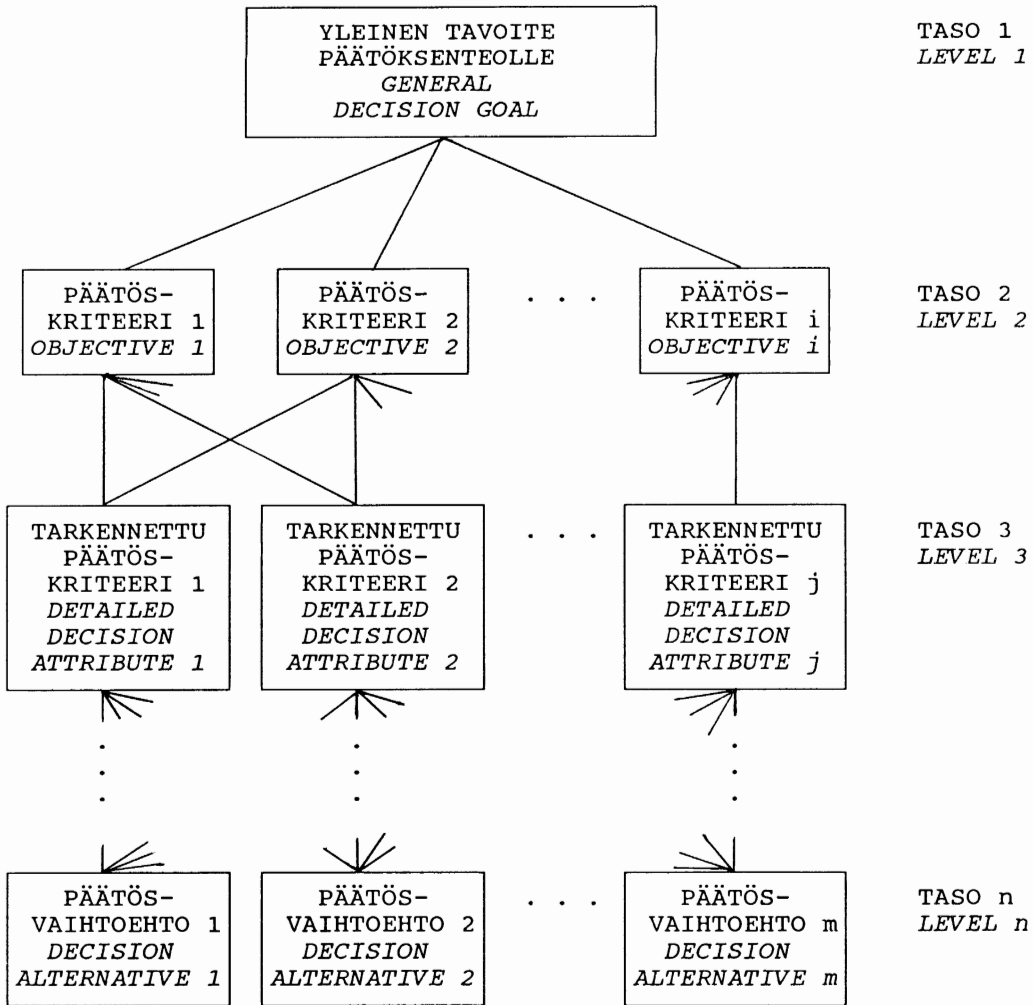 YLEINEN TAVOITE
PÄÄTÖKSENTEOLLE
GENERAL
DECISION GOAL
TASO 1
LEVEL 1
PÄÄTÖS-
KRITEERI 1
OBJECTIVE 1
PÄÄTÖS-
KRITEERI 2
OBJECTIVE 2
. . .
PÄÄTÖS-
KRITEERI i
OBJECTIVE i
TASO 2
LEVEL 2
TARKENNETTU
PÄÄTÖS-
KRITEERI 1
DETAILED
DECISION
ATTRIBUTE 1
TARKENNETTU
PÄÄTÖS-
KRITEERI 2
DETAILED
DECISION
ATTRIBUTE 2
. . .
TARKENNETTU
PÄÄTÖS-
KRITEERI j
DETAILED
DECISION
ATTRIBUTE j
TASO 3
LEVEL 3
PÄÄTÖS-
VAIHTOEHTO 1
DECISION
ALTERNATIVE 1
PÄÄTÖS-
VAIHTOEHTO 2
DECISION
ALTERNATIVE 2
. . .
PÄÄTÖS-
VAIHTOEHTO m
DECISION
ALTERNATIVE m
TASO n
LEVEL n